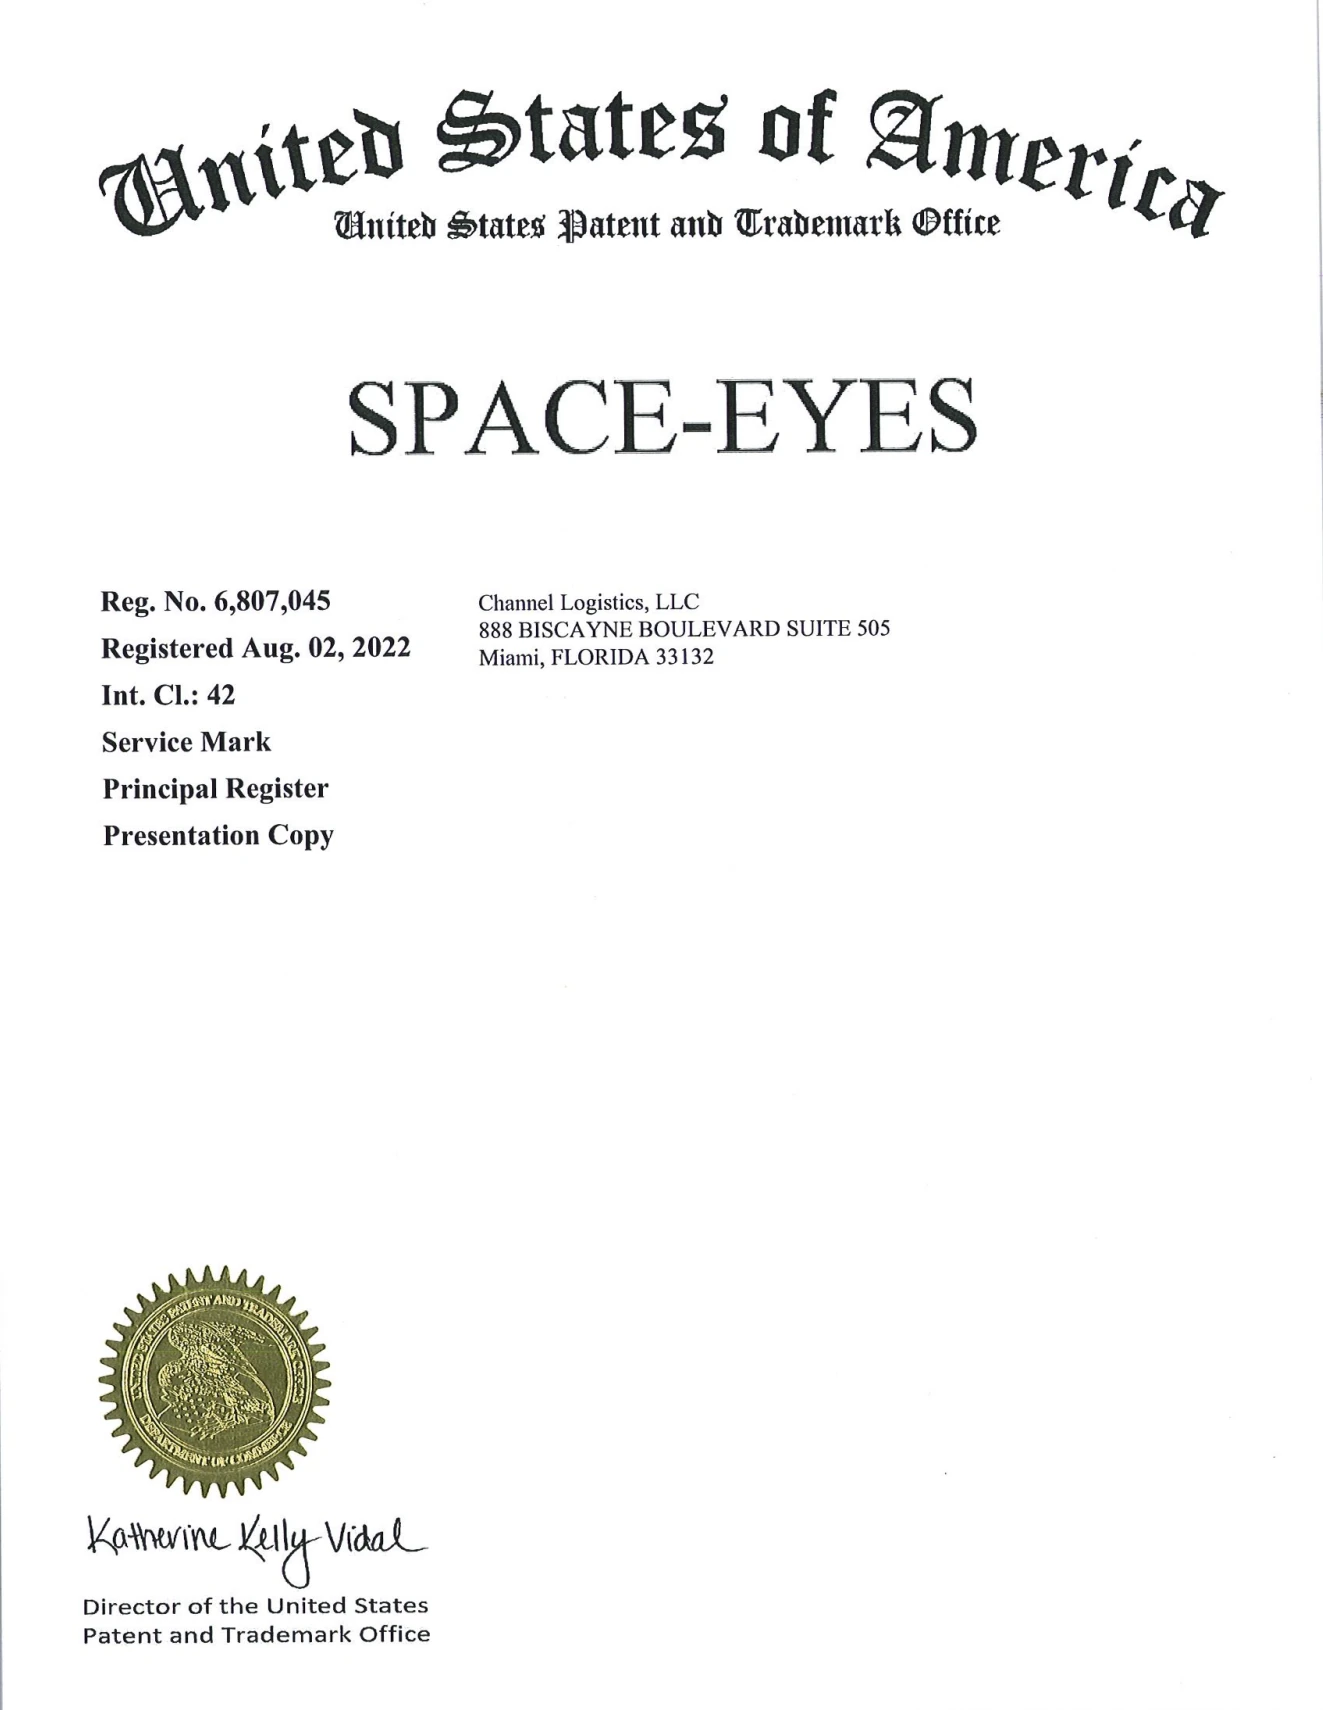 United States of America
United States Patent and Trademark Office
SPACE-EYES
Reg. No. 6,807,045
Registered Aug. 02, 2022
Int. Cl.: 42
Service Mark
Principal Register
Presentation Copy
Channel Logistics, LLC
888 BISCAYNE BOULEVARD SUITE 505
Miami, FLORIDA 33132
UNITED STATES PATENT AND TRADEMARK OFFICE
DEPARTMENT OF COMMERCE
Katherine Kelly Vidal
Director of the United States
Patent and Trademark Office